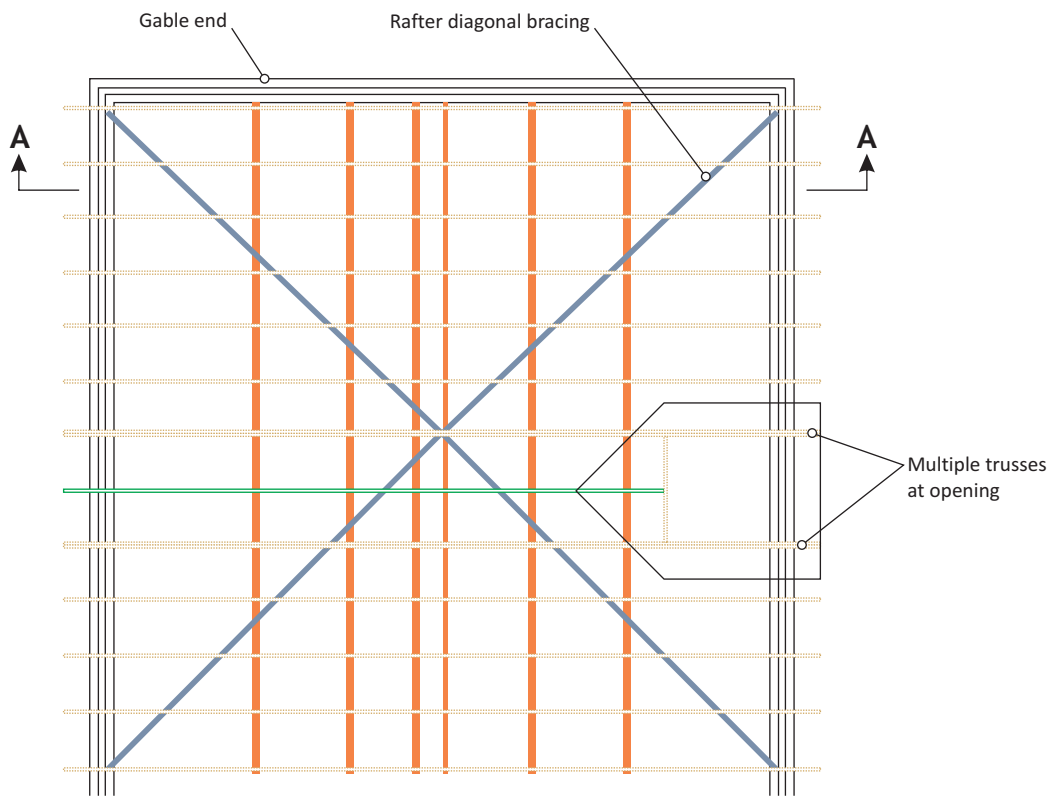 Gable end
Rafter diagonal bracing
A
A
Multiple trusses
at opening